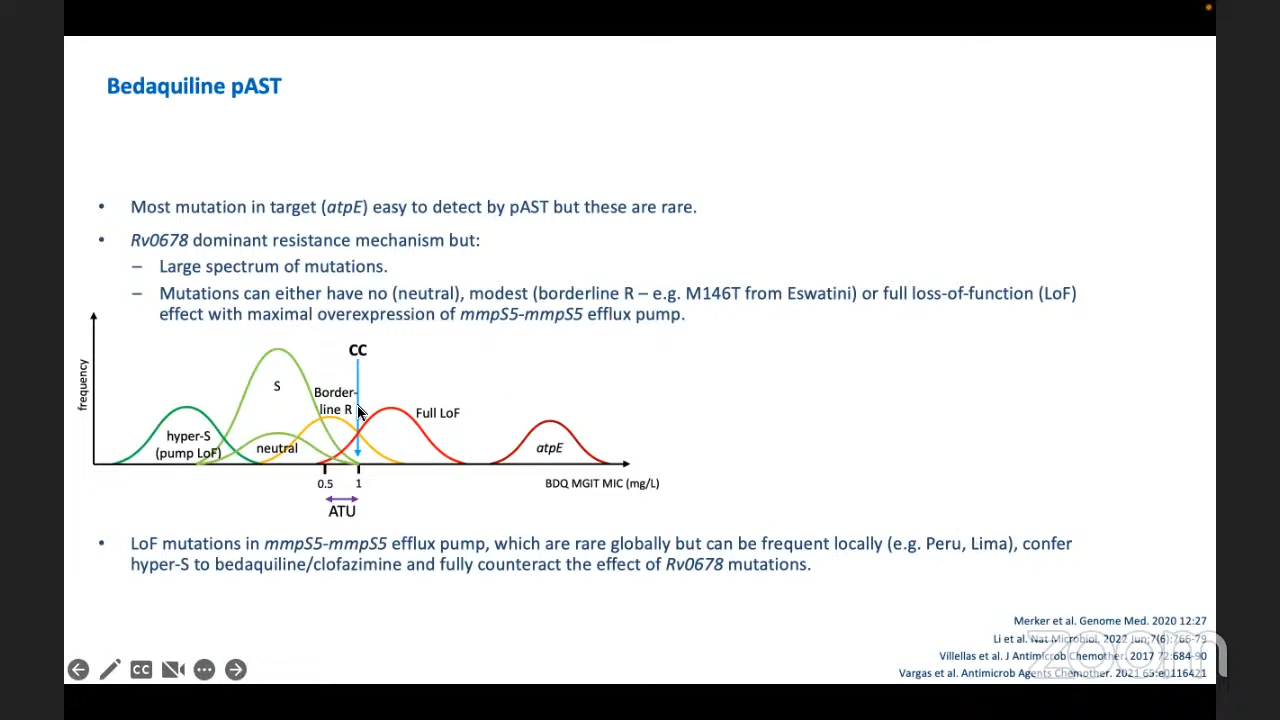 Bedaquiline pAST
• Most mutation in target (atpE) easy to detect by pAST but these are rare.
• Rv0678 dominant resistance mechanism but:
– Large spectrum of mutations.
– Mutations can either have no (neutral), modest (borderline R – e.g. M146T from Eswatini) or full loss-of-function (LoF)
effect with maximal overexpression of mmpS5-mmpS5 efflux pump.
frequency
CC
S
Border-
line R
Full LoF
hyper-S
(pump LoF)
neutral
atpE
0.5
1
BDQ MGIT MIC (mg/L)
ATU
• LoF mutations in mmpS5-mmpS5 efflux pump, which are rare globally but can be frequent locally (e.g. Peru, Lima), confer
hyper-S to bedaquiline/clofazimine and fully counteract the effect of Rv0678 mutations.
Merker et al. Genome Med. 2020 12:27
Li et al. Nat Microbiol. 2022 Jun;7(6):766-79
Villellas et al. J Antimicrob Chemother. 2017 72:684-90
Vargas et al. Antimicrob Agents Chemother. 2021 65:e0116421
zoom
CC